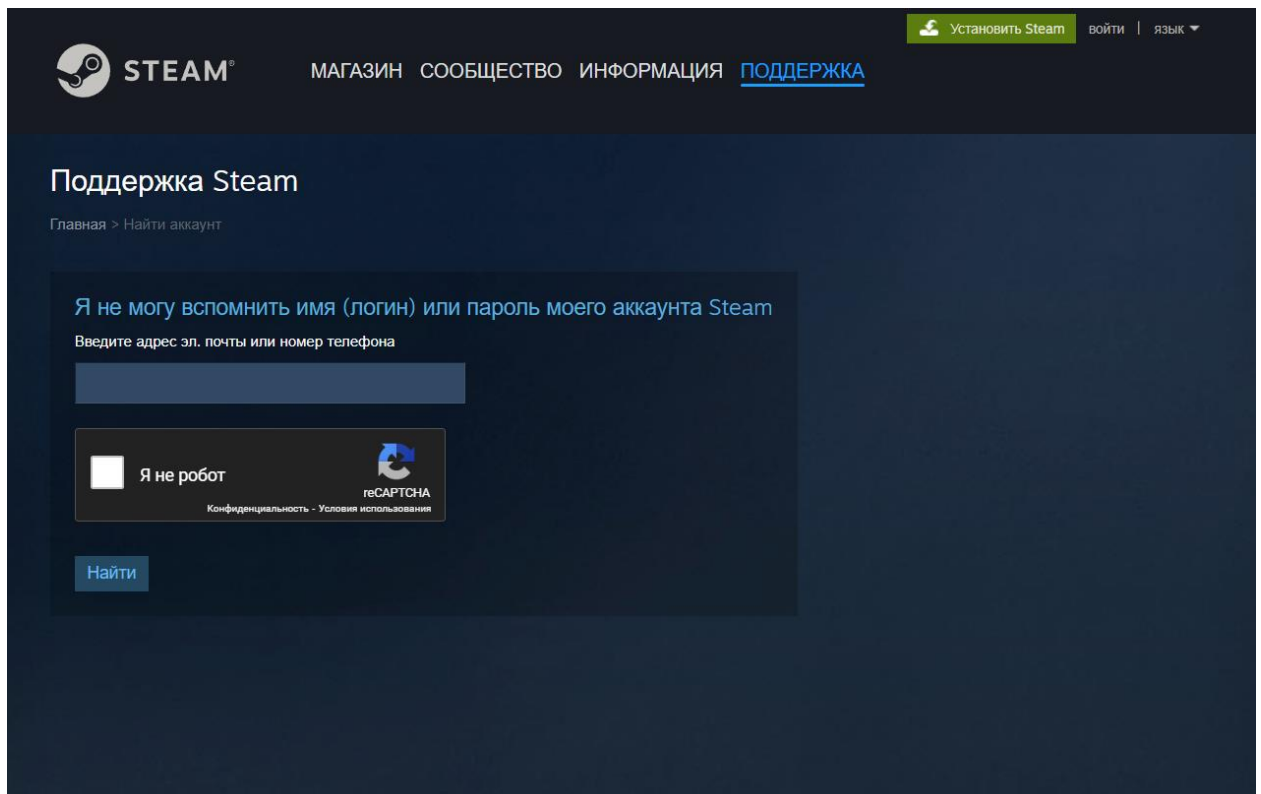 Установить Steam войти | язык
STEAM® МАГАЗИН СООБЩЕСТВО ИНФОРМАЦИЯ ПОДДЕРЖКА
Поддержка Steam
Главная > Найти аккаунт
Я не могу вспомнить имя (логин) или пароль моего аккаунта Steam
Введите адрес эл. почты или номер телефона
Я не робот
reCAPTCHA
Конфиденциальность - Условия использования
Найти